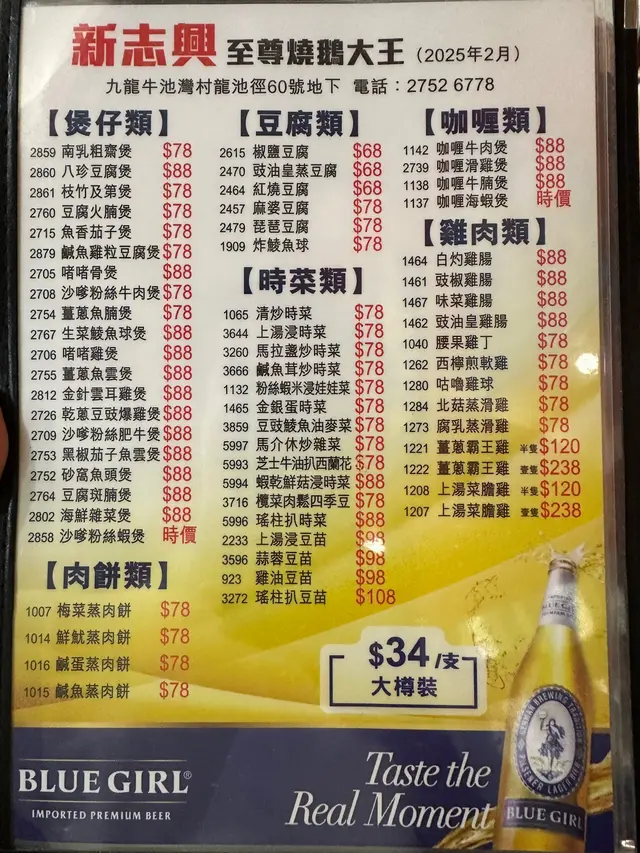 新志興 至尊燒鵝大王（2025年2月）
九龍牛池灣村龍池徑60號地下 電話：2752 6778
【煲仔類】
2859 南乳粗齋煲 $78
2860 八珍豆腐煲 $88
2861 枝竹及第煲 $78
2760 豆腐火腩煲 $78
2715 魚香茄子煲 $78
2879 鹹魚雞粒豆腐煲 $78
2705 啫啫骨煲 $88
2708 沙嗲粉絲牛肉煲 $78
2754 薑蔥魚腩煲 $78
2767 生菜鯪魚球煲 $88
2706 啫啫雞煲 $88
2755 薑蔥魚雲煲 $78
2812 金針雲耳雞煲 $88
2726 乾蔥豆豉爆雞煲 $88
2709 沙嗲粉絲肥牛煲 $88
2753 黑椒茄子魚雲煲 $88
2752 砂窩魚頭煲 $88
2764 豆腐斑腩煲 $88
2802 海鮮雜菜煲 $88
2858 沙嗲粉絲蝦煲 時價
【肉餅類】
1007 梅菜蒸肉餅 $78
1014 鮮魷蒸肉餅 $78
1016 鹹蛋蒸肉餅 $78
1015 鹹魚蒸肉餅 $78
【豆腐類】
2615 椒鹽豆腐 $68
2470 豉油皇蒸豆腐 $68
2464 紅燒豆腐 $68
2457 麻婆豆腐 $78
2479 琵琶豆腐 $78
1909 炸鯪魚球 $78
【時菜類】
1065 清炒時菜 $78
3644 上湯浸時菜 $78
3260 馬拉盞炒時菜 $78
3666 鹹魚茸炒時菜 $78
1132 粉絲蝦米浸娃娃菜 $78
1465 金銀蛋時菜 $78
3859 豆豉鯪魚油麥菜 $78
5997 馬介休炒雜菜 $78
5993 芝士牛油扒西蘭花 $78
5994 蝦乾鮮菇浸時菜 $88
3716 欖菜肉鬆四季豆 $78
5996 瑤柱扒時菜 $88
2233 上湯浸豆苗 $98
3596 蒜蓉豆苗 $98
923 雞油豆苗 $98
3272 瑤柱扒豆苗 $108
【咖喱類】
1142 咖喱牛肉煲 $88
2739 咖喱滑雞煲 $88
1138 咖喱牛腩煲 $88
1137 咖喱海蝦煲 時價
【雞肉類】
1464 白灼雞腸 $88
1461 豉椒雞腸 $88
1467 味菜雞腸 $88
1462 豉油皇雞腸 $88
1040 腰果雞丁 $78
1262 西檸煎軟雞 $78
1280 咕嚕雞球 $78
1284 北菇蒸滑雞 $78
1273 腐乳蒸滑雞 $78
1221 薑蔥霸王雞 半隻 $120
1222 薑蔥霸王雞 壹隻 $238
1208 上湯菜膽雞 半隻 $120
1207 上湯菜膽雞 壹隻 $238
$34/支
大樽裝
BLUE GIRL®
IMPORTED PREMIUM BEER
Taste the
Real Moment
BLUE GIRL